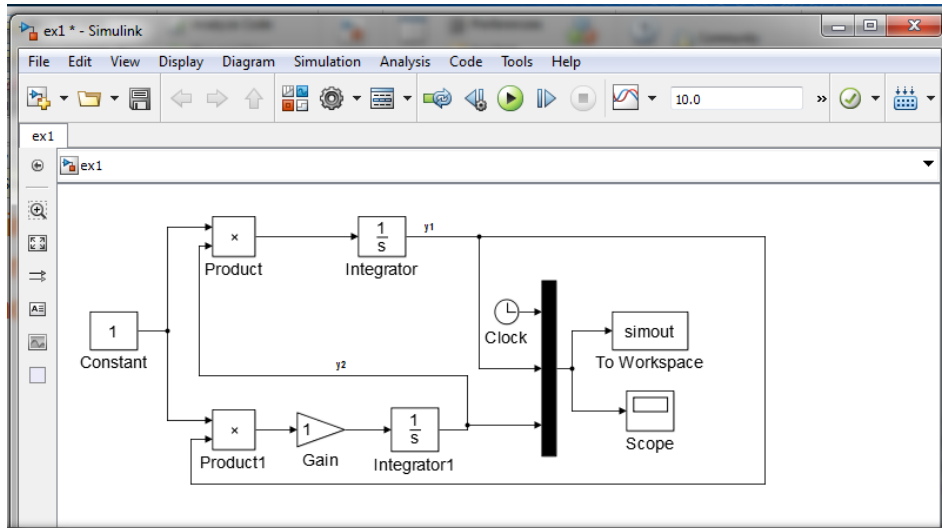 ex1 * - Simulink
File Edit View Display Diagram Simulation Analysis Code Tools Help
10.0 »
ex1
ex1
y1
×
1
s
Product
Integrator
Clock
1
simout
Constant
To Workspace
y2
×
1
1
s
Scope
Product1
Gain
Integrator1